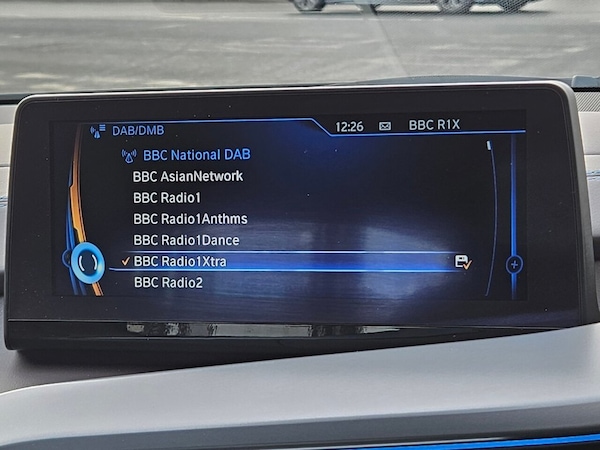 DAB/DMB 12:26 BBC R1X
BBC National DAB
BBC AsianNetwork
BBC Radio1
BBC Radio1Anthms
BBC Radio1Dance
✓ BBC Radio1Xtra
BBC Radio2